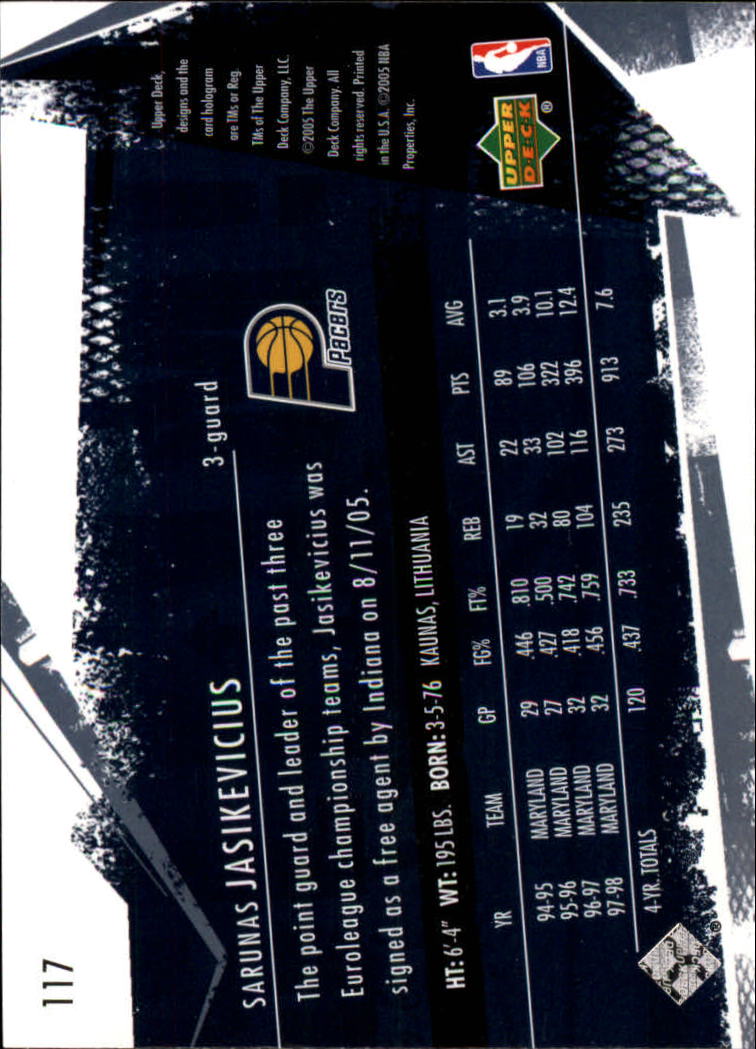 117
SARUNAS JASIKEVICIUS
3-guard
The point guard and leader of the past three
Euroleague championship teams, Jasikevicius was
signed as a free agent by Indiana on 8/11/05.
Pacers
HT: 6'-4" WT: 195 LBS. BORN: 3-5-76 KAUNAS, LITHUANIA
YR TEAM GP FG% FT% REB AST PTS AVG
94-95 MARYLAND 29 .446 .810 19 22 89 3.1
95-96 MARYLAND 27 .427 .500 32 33 106 3.9
96-97 MARYLAND 32 .418 .742 80 102 322 10.1
97-98 MARYLAND 32 .456 .759 104 116 396 12.4
4-YR. TOTALS 120 .437 .733 235 273 913 7.6
Upper Deck,
designs and the
card hologram
are TMs or Reg.
TMs of The Upper
Deck Company, LLC.
©2005 The Upper
Deck Company. All
rights reserved. Printed
in the U.S.A. ©2005 NBA
Properties, Inc.
NBA
UPPER
D·E·C·K
®
®